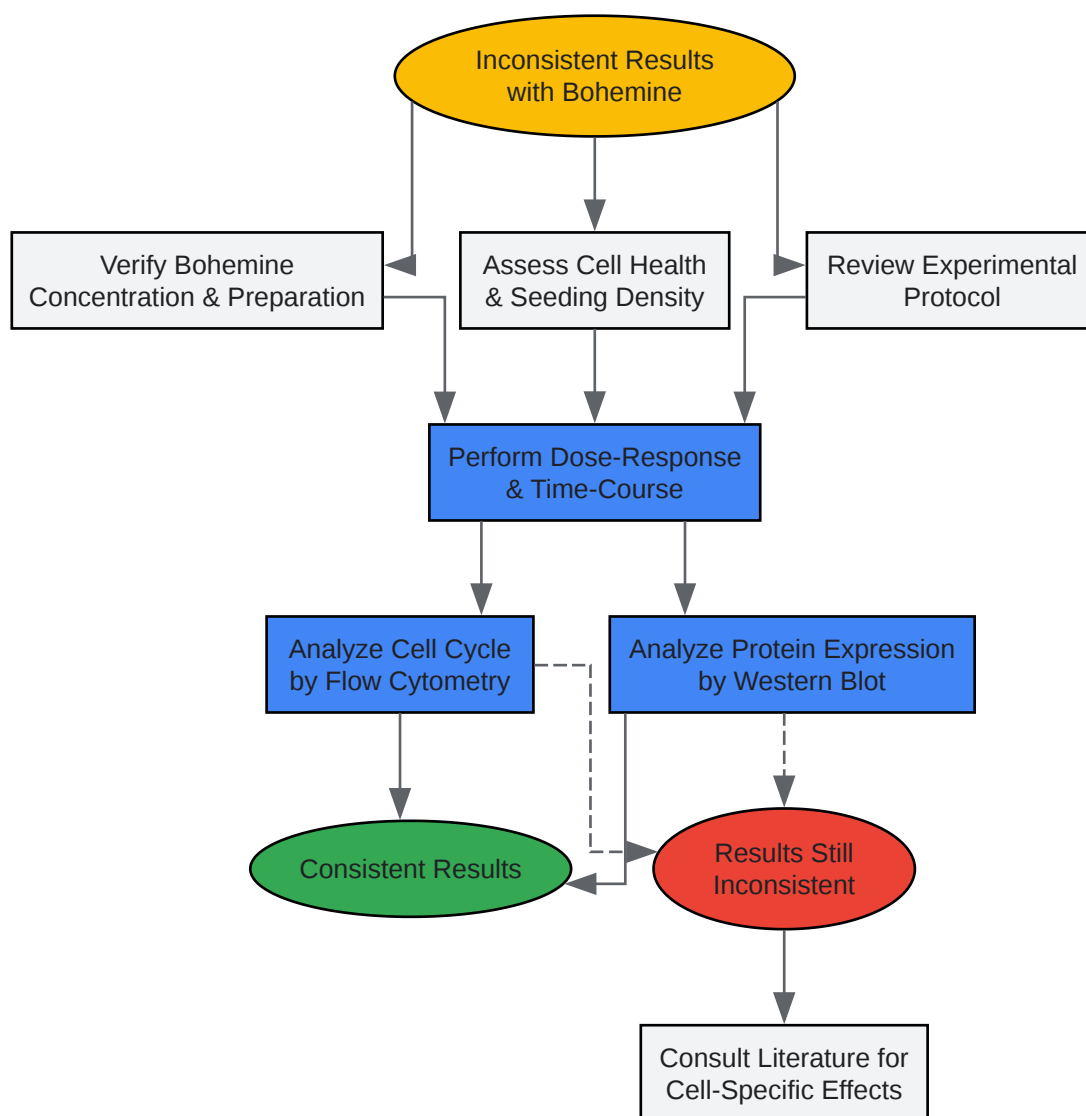 Inconsistent Results
with Bohemine
Verify Bohemine
Concentration & Preparation
Assess Cell Health
& Seeding Density
Review Experimental
Protocol
Perform Dose-Response
& Time-Course
Analyze Cell Cycle
by Flow Cytometry
Analyze Protein Expression
by Western Blot
Consistent Results
Results Still
Inconsistent
Consult Literature for
Cell-Specific Effects